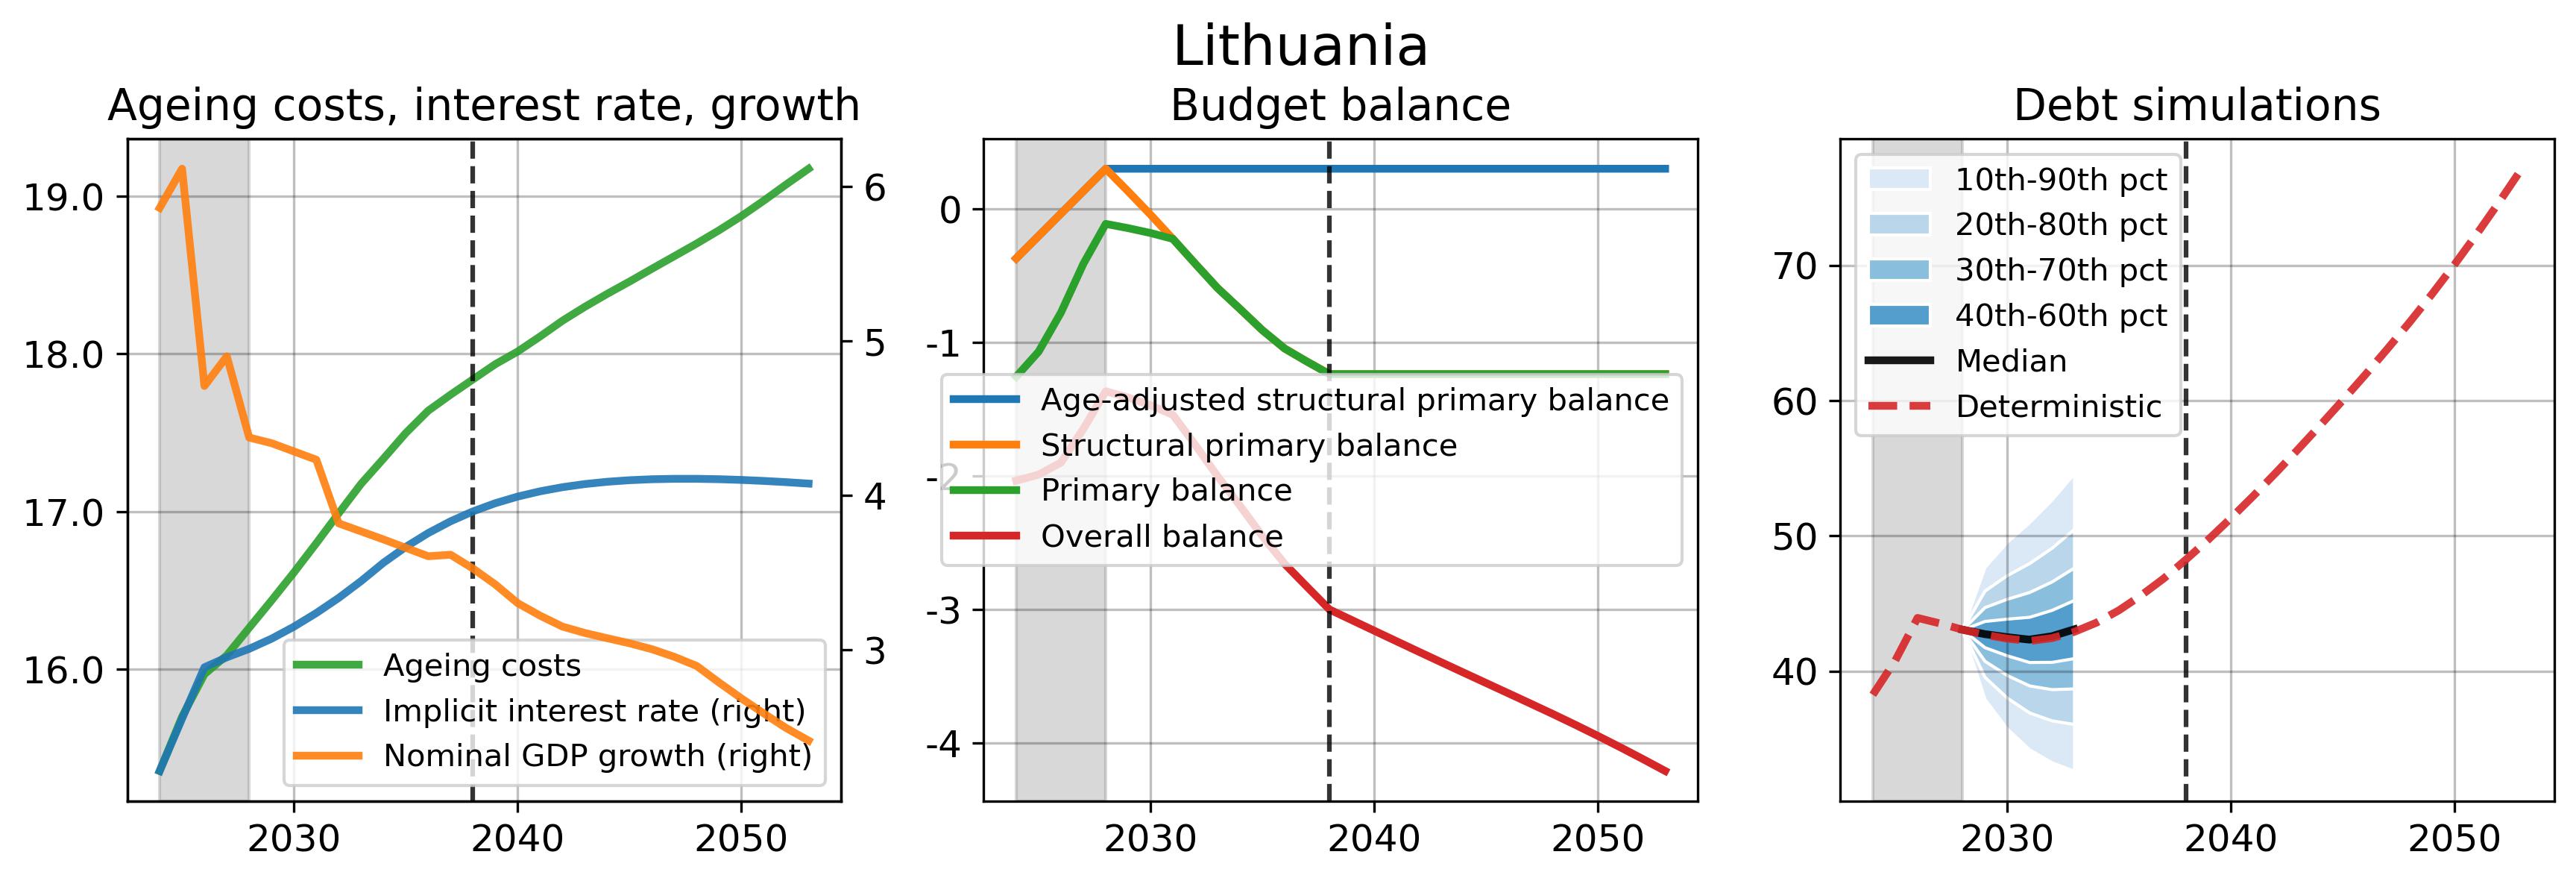 Lithuania
Ageing costs, interest rate, growth
19.0
18.0
17.0
16.0
6
5
4
3
2030
2040
2050
Ageing costs
Implicit interest rate (right)
Nominal GDP growth (right)
Budget balance
0
-1
-2
-3
-4
2030
2040
2050
Age-adjusted structural primary balance
Structural primary balance
Primary balance
Overall balance
Debt simulations
70
60
50
40
2030
2040
2050
10th-90th pct
20th-80th pct
30th-70th pct
40th-60th pct
Median
Deterministic